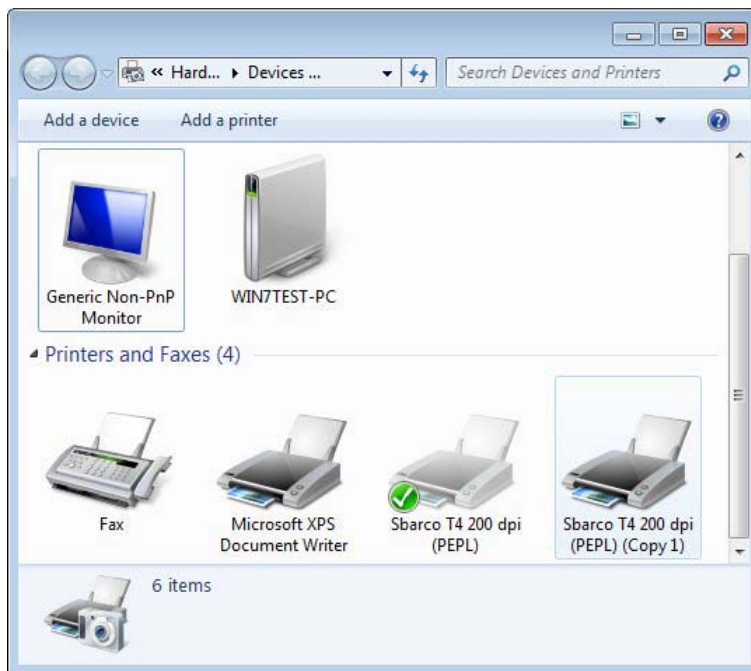 « Hard... ▸ Devices ...
Search Devices and Printers
Add a device Add a printer
Generic Non-PnP
Monitor
WIN7TEST-PC
Printers and Faxes (4)
Fax
Microsoft XPS
Document Writer
Sbarco T4 200 dpi
(PEPL)
Sbarco T4 200 dpi
(PEPL) (Copy 1)
6 items